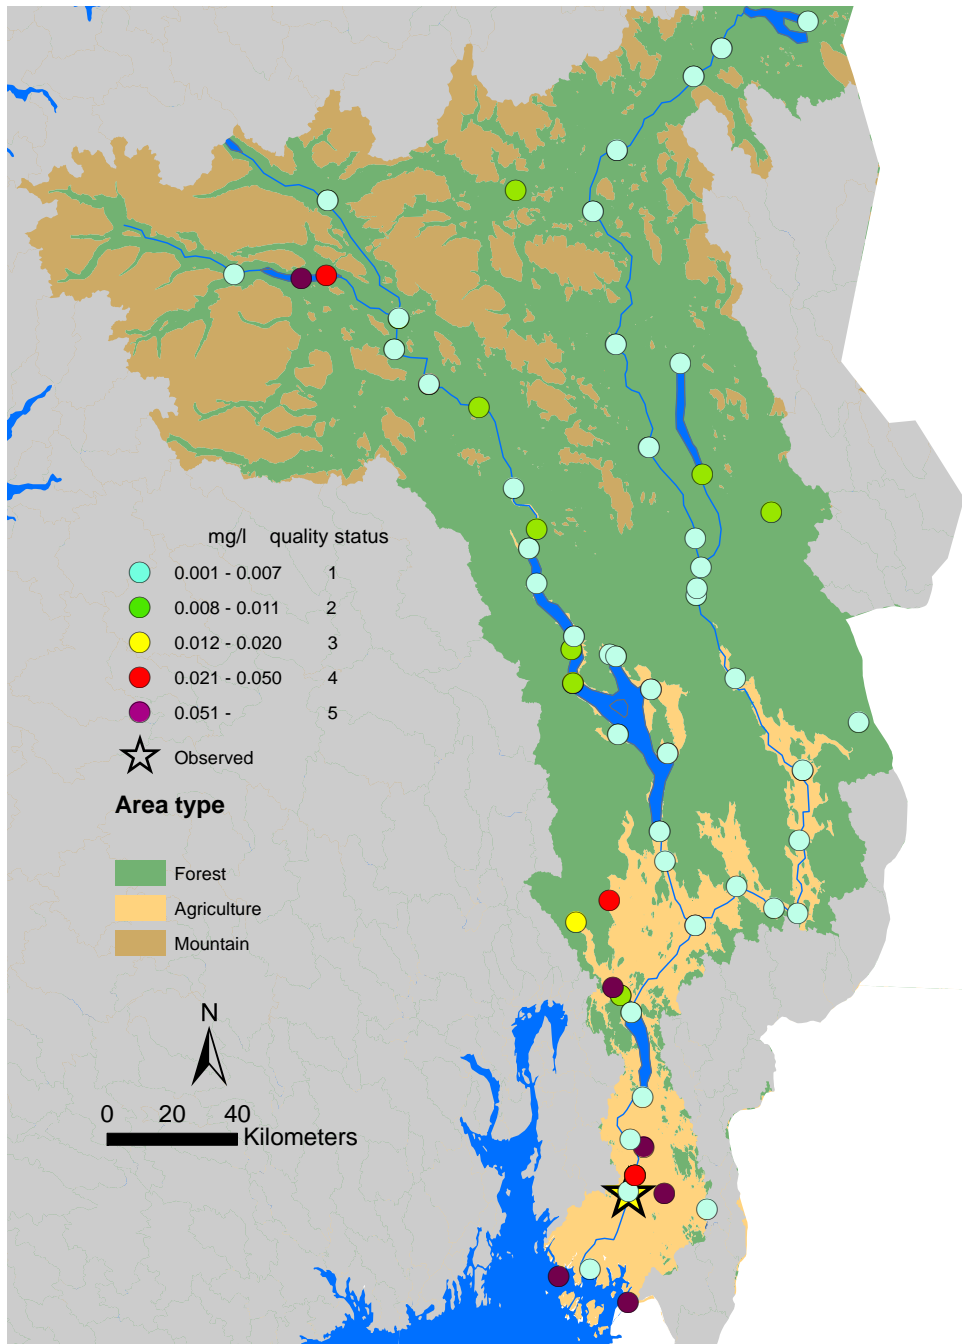 mg/l quality status
0.001 - 0.007 1
0.008 - 0.011 2
0.012 - 0.020 3
0.021 - 0.050 4
0.051 - 5
Observed
Area type
Forest
Agriculture
Mountain
N
0 20 40
Kilometers